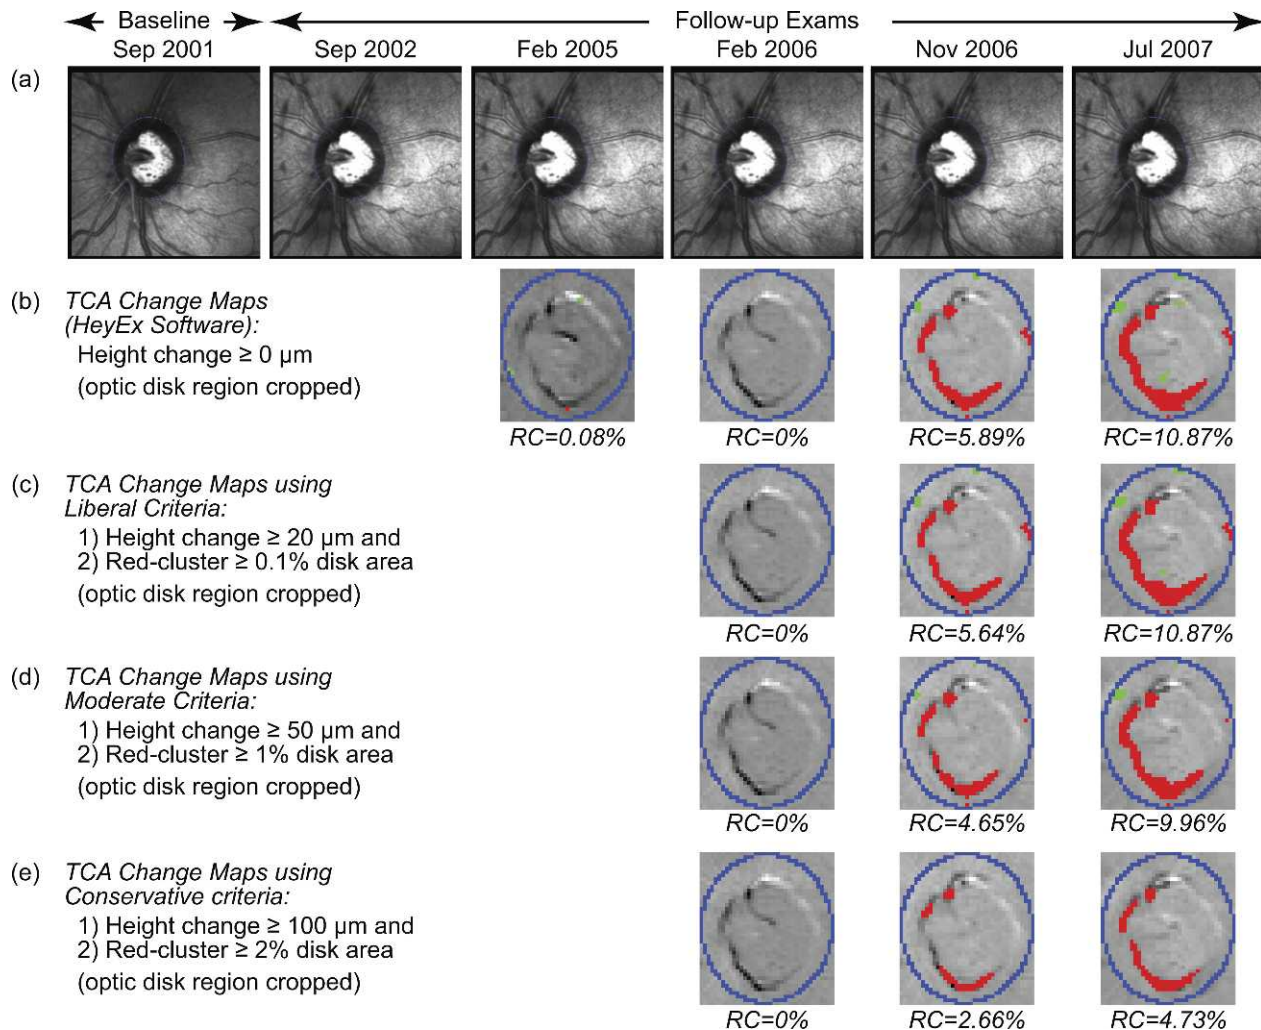 Baseline Follow-up Exams
Sep 2001 Sep 2002 Feb 2005 Feb 2006 Nov 2006 Jul 2007
(a)
(b) TCA Change Maps
(HeyEx Software):
Height change ≥ 0 µm
(optic disk region cropped)
RC=0.08% RC=0% RC=5.89% RC=10.87%
(c) TCA Change Maps using
Liberal Criteria:
1) Height change ≥ 20 µm and
2) Red-cluster ≥ 0.1% disk area
(optic disk region cropped)
RC=0% RC=5.64% RC=10.87%
(d) TCA Change Maps using
Moderate Criteria:
1) Height change ≥ 50 µm and
2) Red-cluster ≥ 1% disk area
(optic disk region cropped)
RC=0% RC=4.65% RC=9.96%
(e) TCA Change Maps using
Conservative criteria:
1) Height change ≥ 100 µm and
2) Red-cluster ≥ 2% disk area
(optic disk region cropped)
RC=0% RC=2.66% RC=4.73%